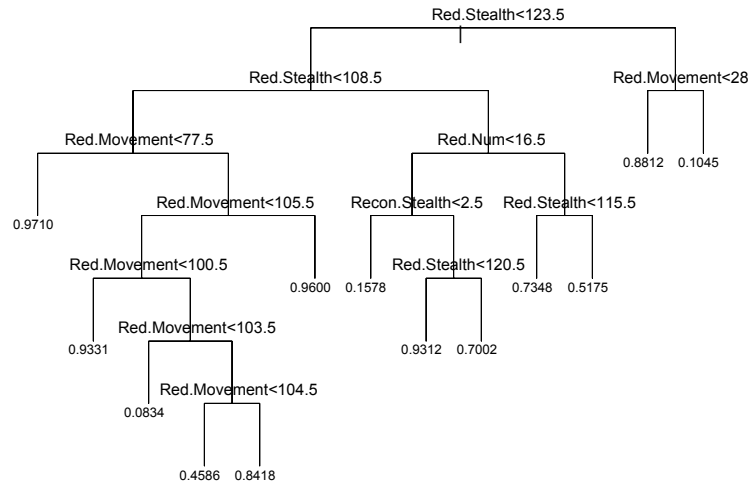 Red.Stealth<123.5
Red.Stealth<108.5
Red.Movement<28
Red.Movement<77.5
Red.Num<16.5
0.8812
0.1045
0.9710
Red.Movement<105.5
Recon.Stealth<2.5
Red.Stealth<115.5
Red.Movement<100.5
0.9600
0.1578
Red.Stealth<120.5
0.7348
0.5175
0.9331
Red.Movement<103.5
0.9312
0.7002
0.0834
Red.Movement<104.5
0.4586
0.8418